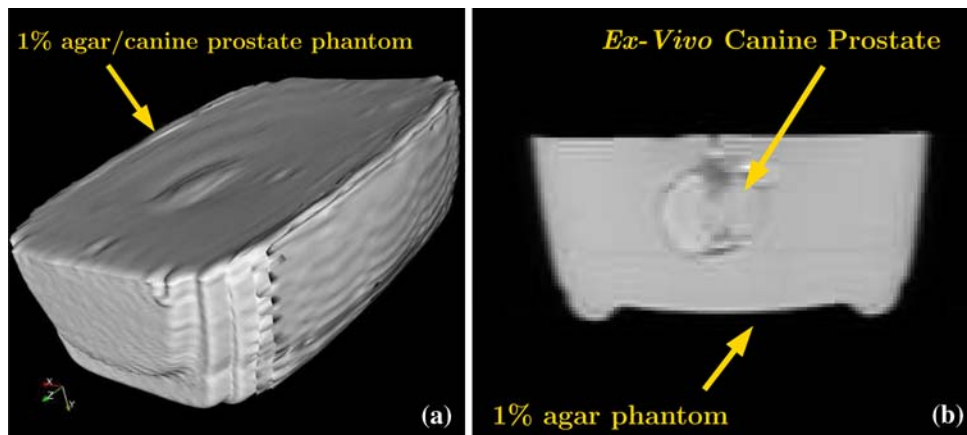 1% agar/canine prostate phantom
X
Z
Y
(a)
Ex-Vivo Canine Prostate
1% agar phantom
(b)